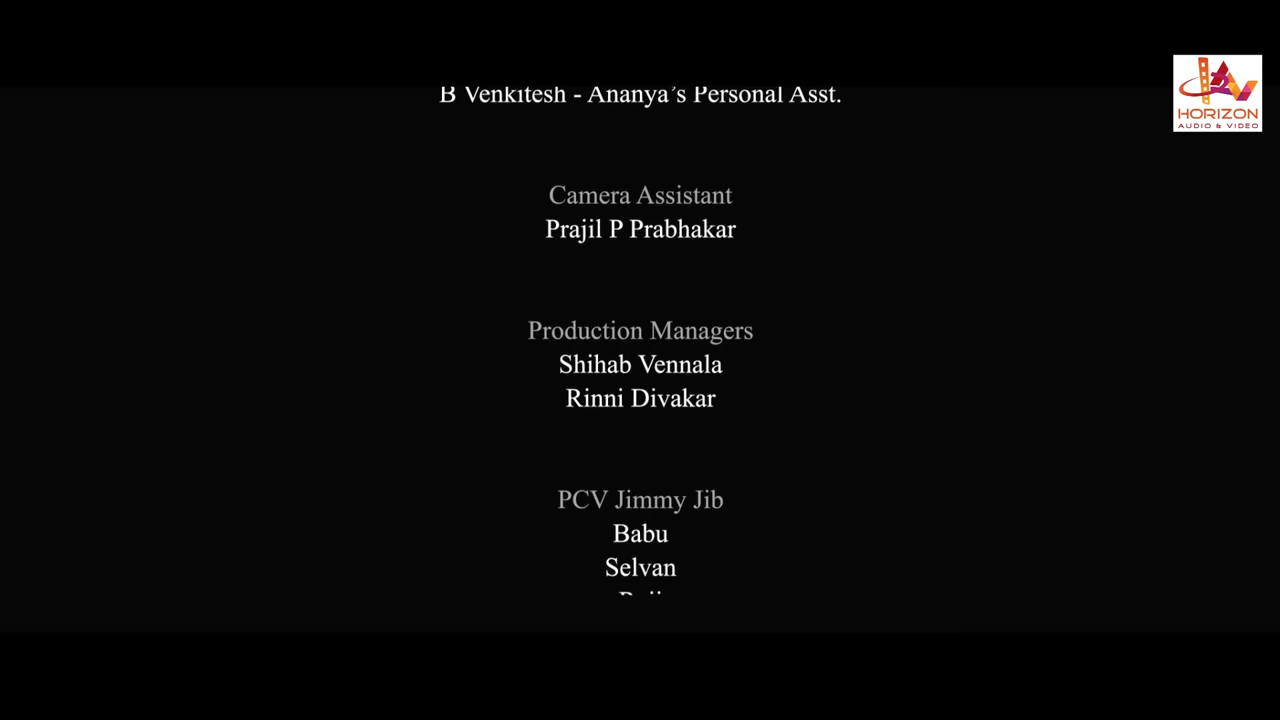 B Venkitesh - Ananya’s Personal Asst.
HORIZON
AUDIO & VIDEO
Camera Assistant
Prajil P Prabhakar
Production Managers
Shihab Vennala
Rinni Divakar
PCV Jimmy Jib
Babu
Selvan